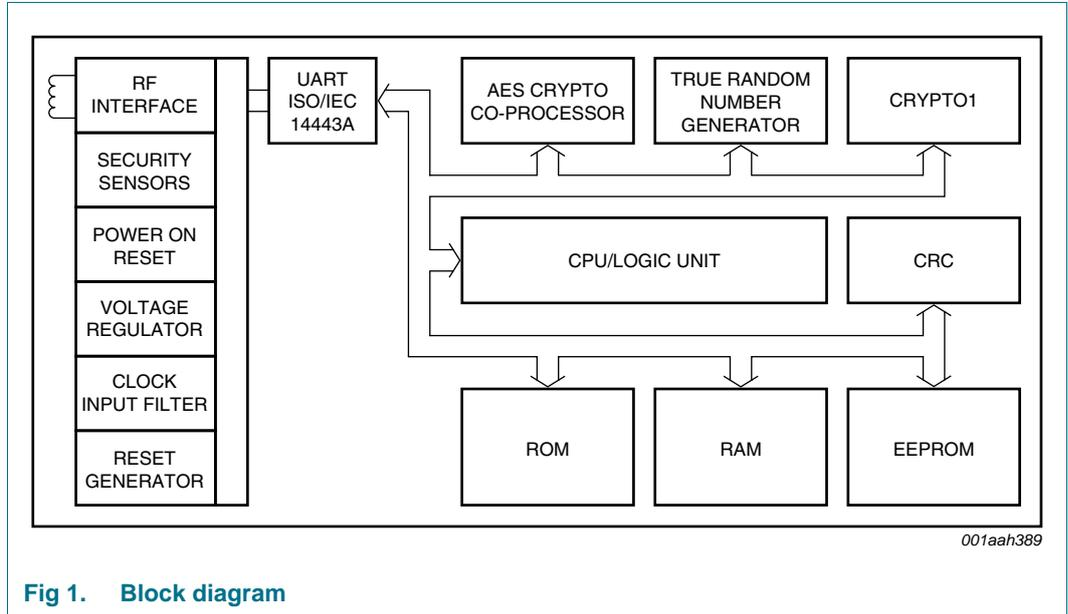 RF
INTERFACE
SECURITY
SENSORS
POWER ON
RESET
VOLTAGE
REGULATOR
CLOCK
INPUT FILTER
RESET
GENERATOR
UART
ISO/IEC
14443A
AES CRYPTO
CO-PROCESSOR
TRUE RANDOM
NUMBER
GENERATOR
CRYPTO1
CPU/LOGIC UNIT
CRC
ROM
RAM
EEPROM
001aah389
Fig 1. Block diagram